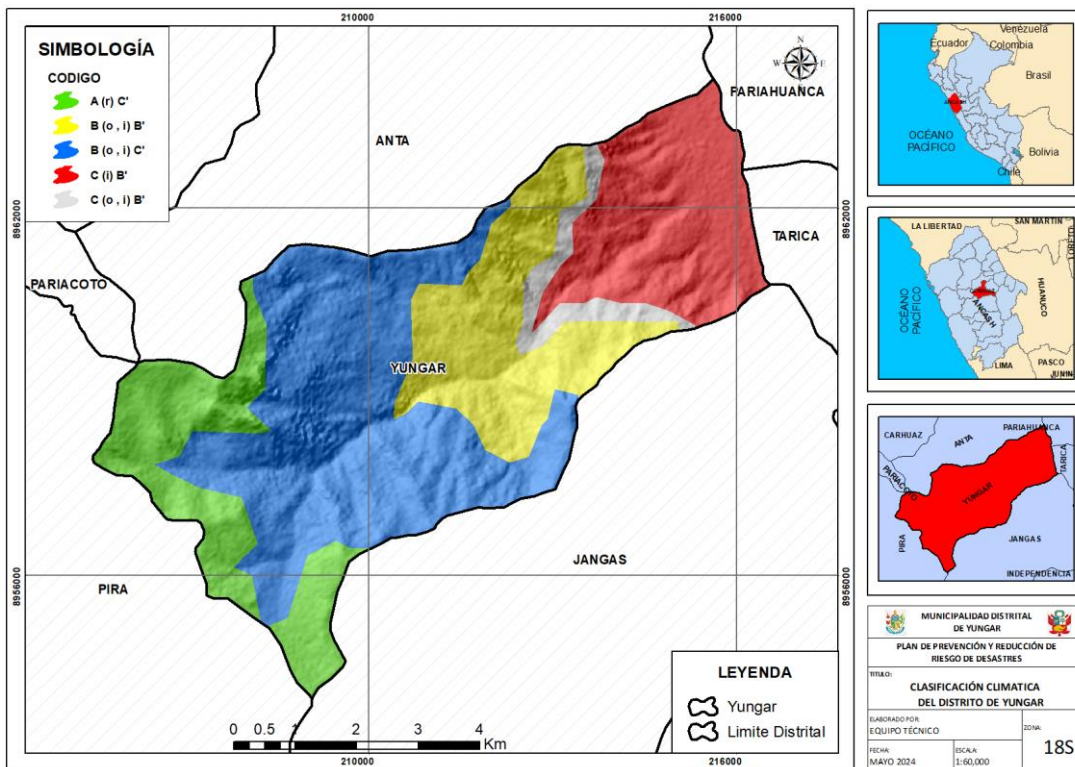 SIMBOLOGÍA
CODIGO
A (r) C'
B (o , i) B'
B (o , i) C'
C (i) B'
C (o , i) B'
210000
216000
8962000
8956000
N
W
E
S
ANTA
PARIAHUANCA
TARICA
PARIACOTO
YUNGAR
PIRA
JANGAS
LEYENDA
Yungar
Limite Distrital
0 0.5 1 2 3 4
Km
210000
216000
8962000
8956000
Venezuela
Ecuador
Colombia
Brasil
ANCASH
OCÉANO
PACÍFICO
Bolivia
Chile
LA LIBERTAD
SAN MARTIN
LORETO
HUANUCO
OCÉANO
PACÍFICO
ANCASH
PASCO
LIMA
JUNIN
CARHUAZ
ANTA
PARIAHUANCA
TARICA
PARIACOTO
YUNGAR
PIRA
JANGAS
INDEPENDENCIA
MUNICIPALIDAD DISTRITAL
DE YUNGAR
PLAN DE PREVENCIÓN Y REDUCCIÓN DE
RIESGO DE DESASTRES
TITULO:
CLASIFICACIÓN CLIMATICA
DEL DISTRITO DE YUNGAR
ELABORADO POR:
EQUIPO TÉCNICO
ZONA:
18S
FECHA:
MAYO 2024
ESCALA:
1:60,000